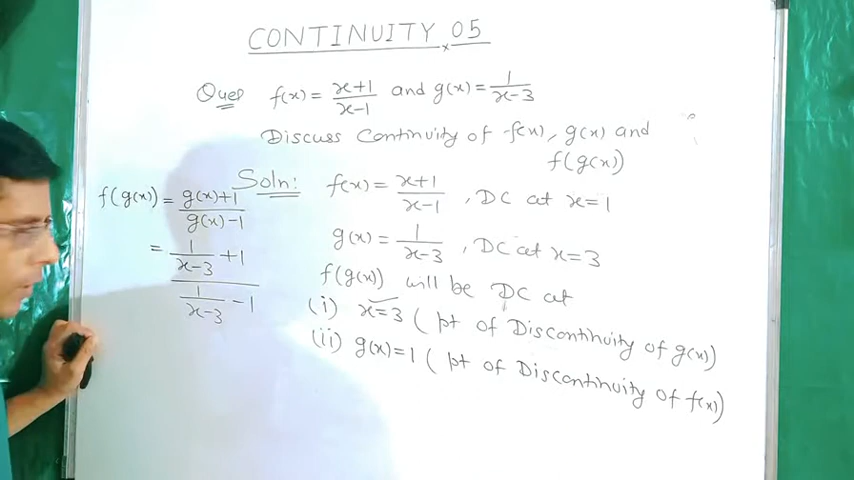 CONTINUITY 05
Ques f(x) = x+1/x-1 and g(x) = 1/x-3
Discuss Continuity of f(x), g(x) and
f(g(x))
Soln: f(x) = x+1/x-1, DC at x=1
g(x) = 1/x-3, DC at x=3
f(g(x)) will be DC at
(i) x=3 (pt of Discontinuity of g(x))
(ii) g(x)=1 (pt of Discontinuity of f(x))
f(g(x)) = g(x)+1/g(x)-1
= 1/x-3 +1
1/x-3 -1